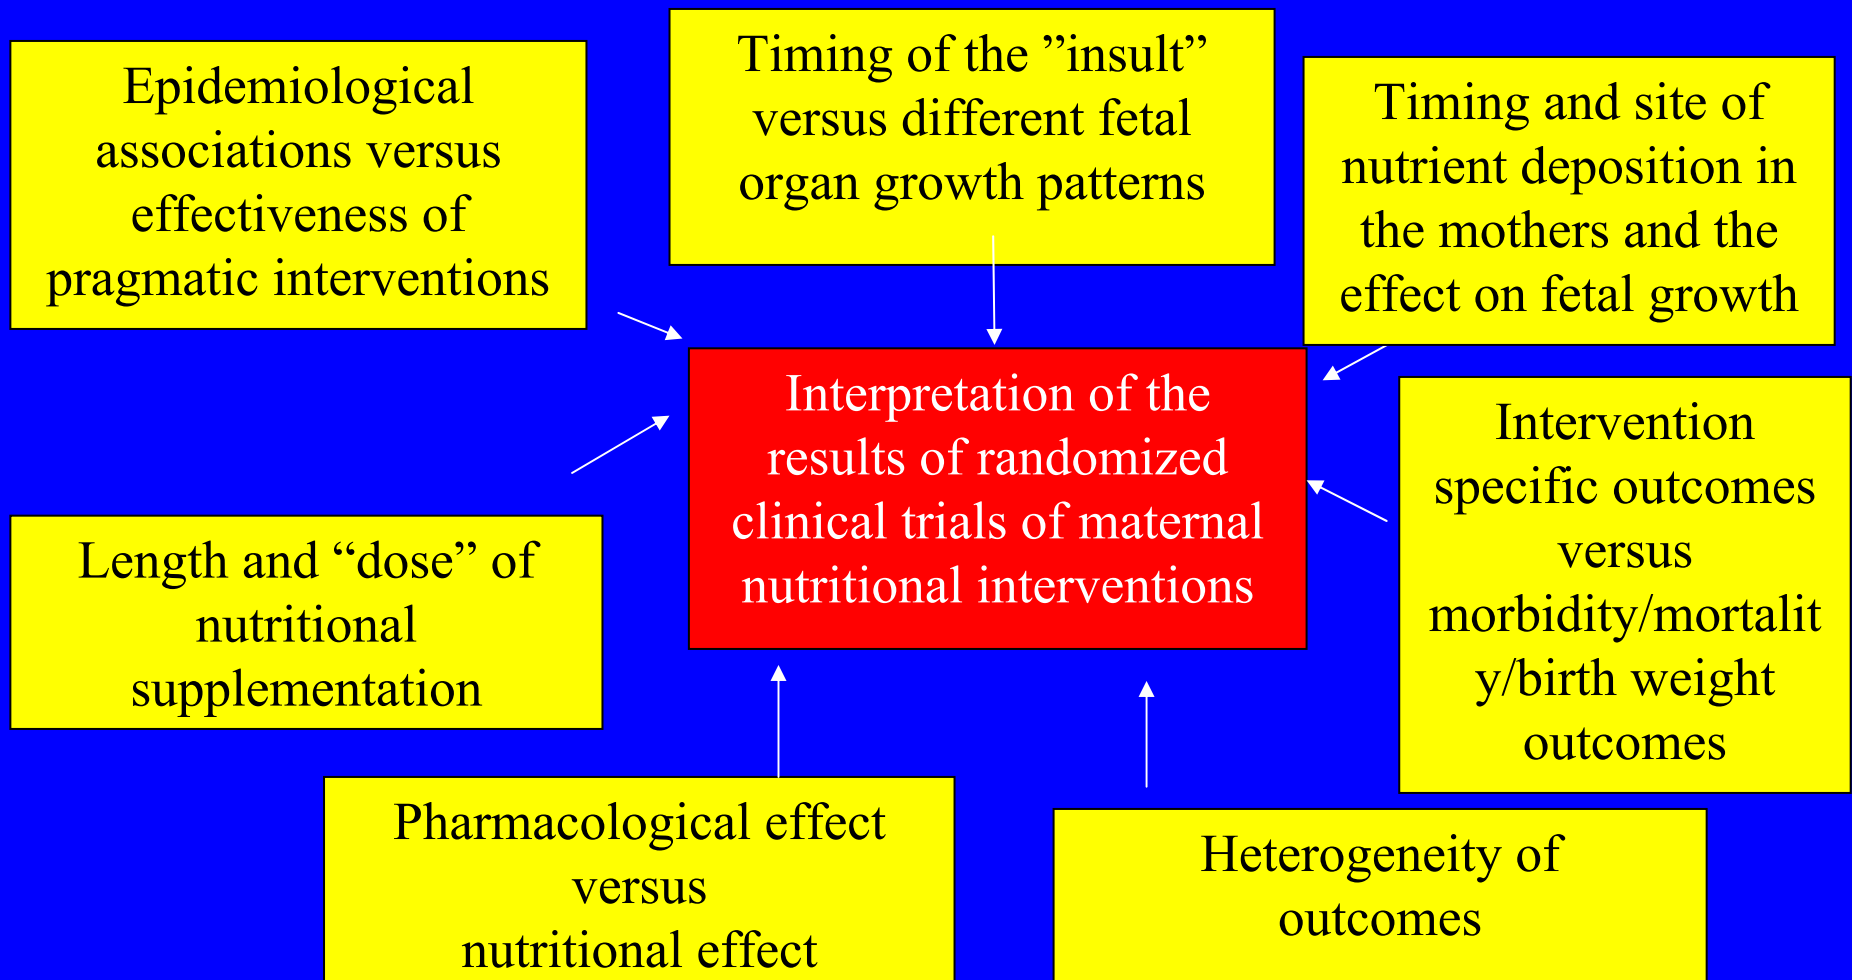 Epidemiological
associations versus
effectiveness of
pragmatic interventions
Timing of the ”insult”
versus different fetal
organ growth patterns
Timing and site of
nutrient deposition in
the mothers and the
effect on fetal growth
Interpretation of the
results of randomized
clinical trials of maternal
nutritional interventions
Intervention
specific outcomes
versus
morbidity/mortalit
y/birth weight
outcomes
Length and “dose” of
nutritional
supplementation
Pharmacological effect
versus
nutritional effect
Heterogeneity of
outcomes